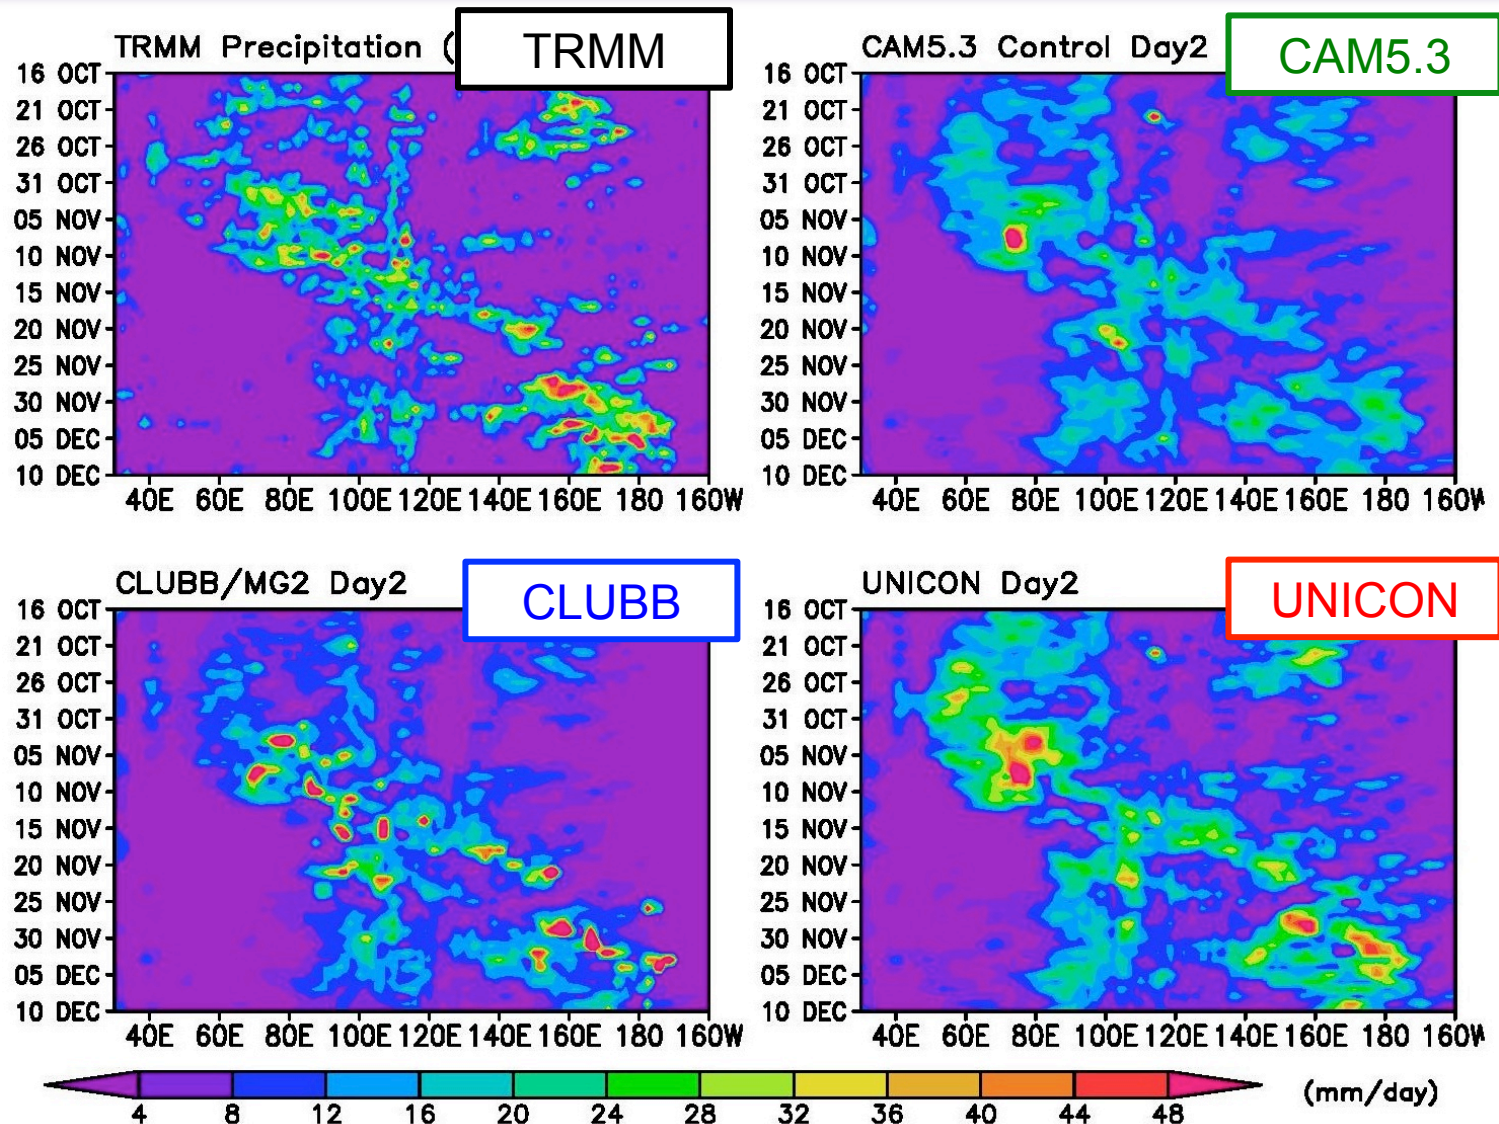 TRMM Precipitation (
TRMM
16 OCT
21 OCT
26 OCT
31 OCT
05 NOV
10 NOV
15 NOV
20 NOV
25 NOV
30 NOV
05 DEC
10 DEC
40E 60E 80E 100E 120E 140E 160E 180 160W
CAM5.3 Control Day2
CAM5.3
16 OCT
21 OCT
26 OCT
31 OCT
05 NOV
10 NOV
15 NOV
20 NOV
25 NOV
30 NOV
05 DEC
10 DEC
40E 60E 80E 100E 120E 140E 160E 180 160W
CLUBB/MG2 Day2
CLUBB
16 OCT
21 OCT
26 OCT
31 OCT
05 NOV
10 NOV
15 NOV
20 NOV
25 NOV
30 NOV
05 DEC
10 DEC
40E 60E 80E 100E 120E 140E 160E 180 160W
UNICON Day2
UNICON
16 OCT
21 OCT
26 OCT
31 OCT
05 NOV
10 NOV
15 NOV
20 NOV
25 NOV
30 NOV
05 DEC
10 DEC
40E 60E 80E 100E 120E 140E 160E 180 160W
4 8 12 16 20 24 28 32 36 40 44 48
(mm/day)